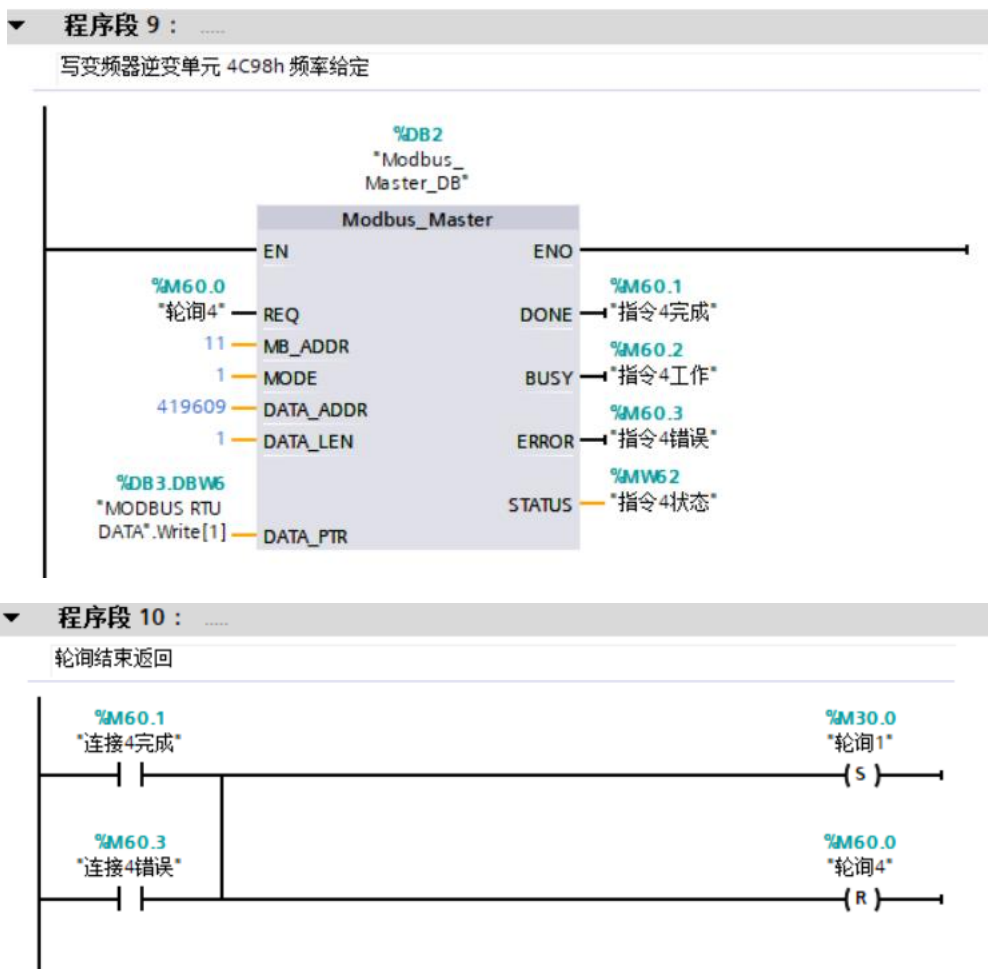 程序段 9： .....
写变频器逆变单元 4C98h 频率给定
%DB2
"Modbus_
Master_DB"
Modbus_Master
EN
ENO
%M60.0
"轮询4"
REQ
%M60.1
DONE
"指令4完成"
11
MB_ADDR
%M60.2
1
MODE
BUSY
"指令4工作"
419609
DATA_ADDR
%M60.3
1
DATA_LEN
ERROR
"指令4错误"
%DB3.DBW6
"MODBUS RTU
DATA".Write[1]
DATA_PTR
%MW62
STATUS
"指令4状态"
程序段 10： .....
轮询结束返回
%M60.1
"连接4完成"
%M30.0
"轮询1"
S
%M60.3
"连接4错误"
%M60.0
"轮询4"
R